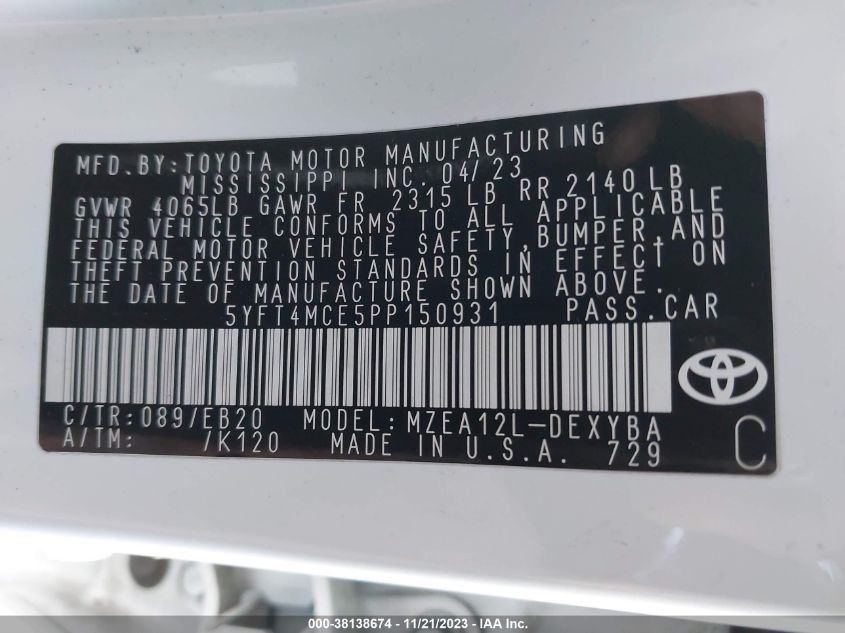 MFD. BY: TOYOTA MOTOR MANUFACTURING
MISSISSIPPI INC. 04/23
GVWR 4065LB GAWR FR 2315 LB RR 2140 LB
THIS VEHICLE CONFORMS TO ALL APPLICABLE
FEDERAL MOTOR VEHICLE SAFETY, BUMPER, AND
THEFT PREVENTION STANDARDS IN EFFECT ON
THE DATE OF MANUFACTURE SHOWN ABOVE.
5YFT4MCE5PP150931 PASS.CAR
C/TR: 089/EB20 MODEL: MZEA12L-DEXYBA
A/TM: /K120 MADE IN U.S.A. 729 C
000-38138674 | 11/21/2023 - IAA Inc.